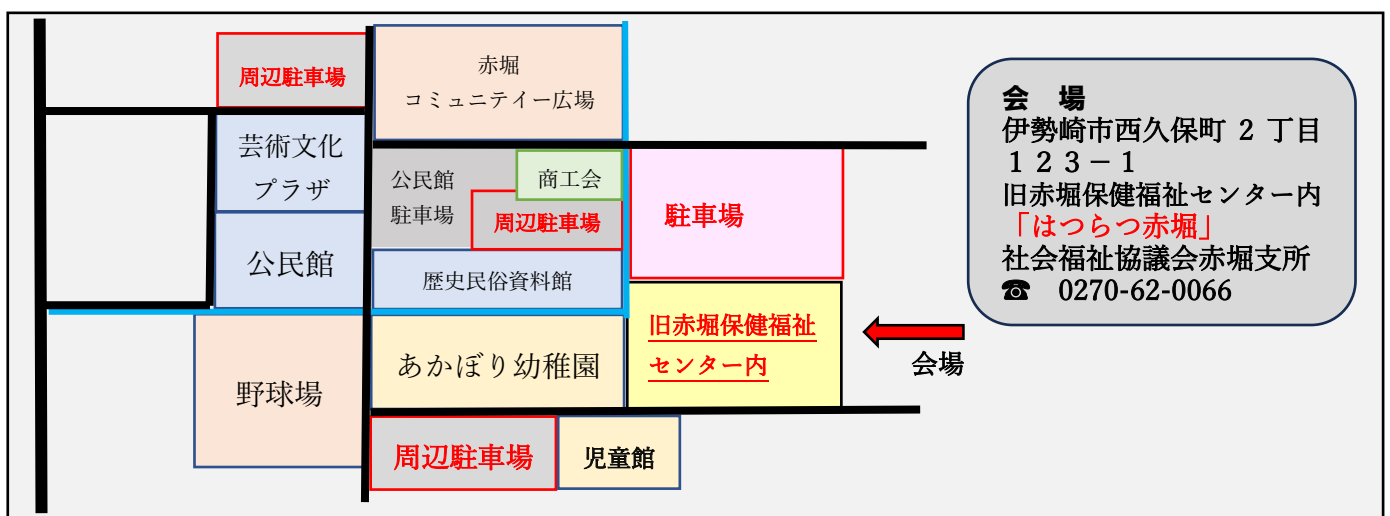 周辺駐車場
赤堀
コミュニテイー広場
芸術文化
プラザ
公民館
駐車場
商工会
周辺駐車場
駐車場
公民館
歴史民俗資料館
野球場
あかぼり幼稚園
旧赤堀保健福祉
センター内
周辺駐車場
児童館
会場
会　場
伊勢崎市西久保町 2 丁目
１２３－１
旧赤堀保健福祉センター内
「はつらつ赤堀」
社会福祉協議会赤堀支所
☎　0270-62-0066